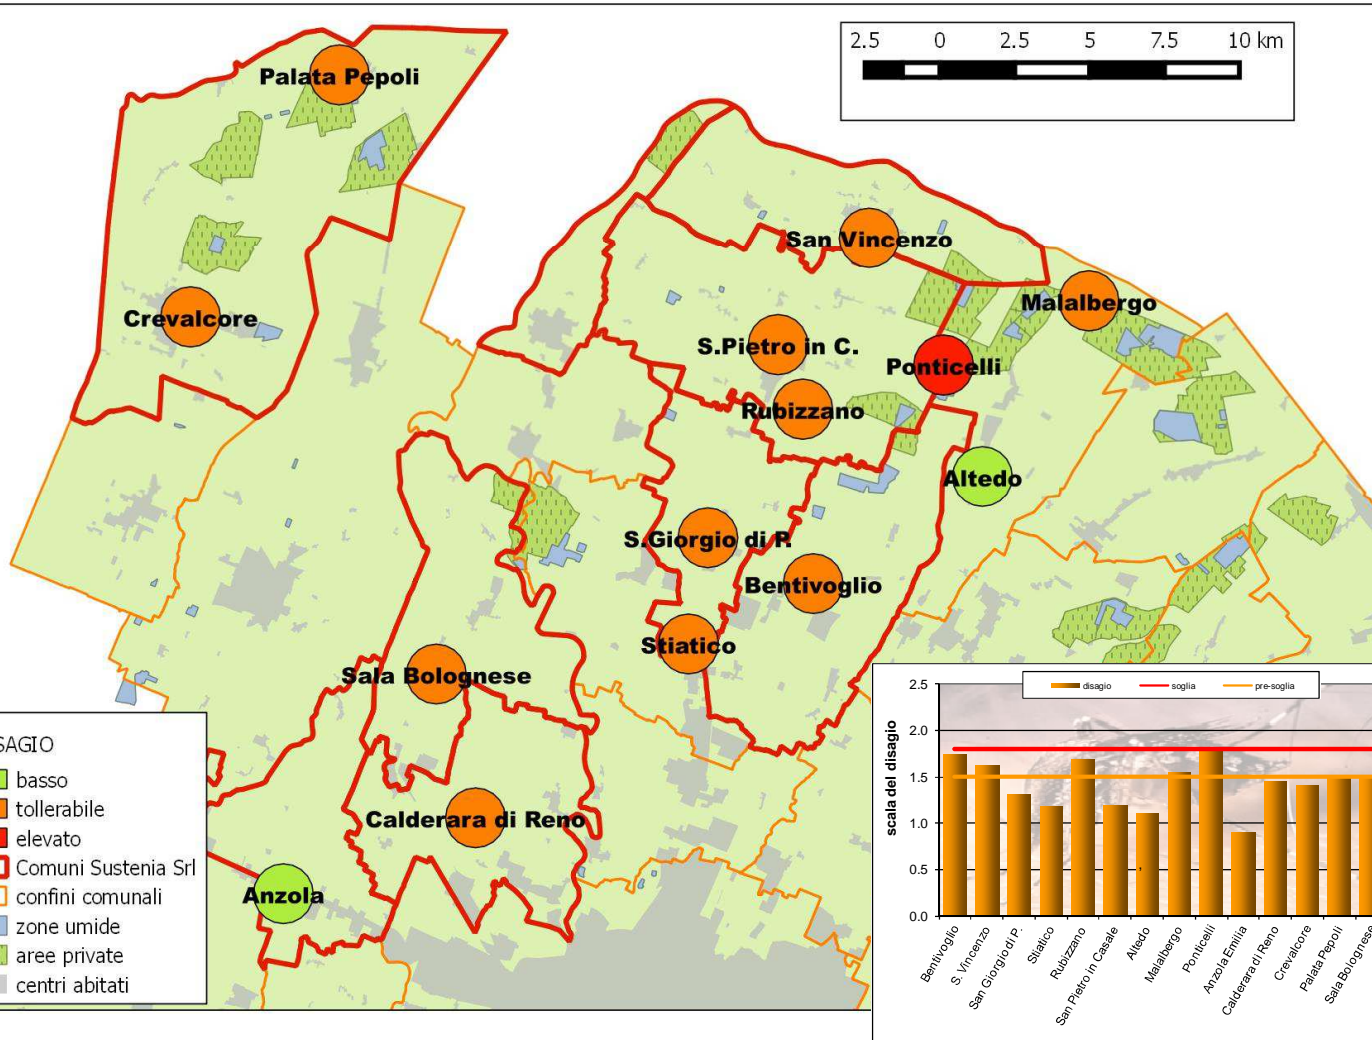 2.5 0 2.5 5 7.5 10 km
Palata Pepoli
San Vincenzo
Malalbergo
Crevalcore
S.Pietro in C.
Ponticelli
Rubizzano
Altedo
S.Giorgio di P.
Bentivoglio
Stiatico
Sala Bolognese
Calderara di Reno
Anzola
SAGIO
basso
tollerabile
elevato
Comuni Sustenia Srl
confini comunali
zone umide
aree private
centri abitati
disagio soglia pre-soglia
scala del disagio
2.5
2.0
1.5
1.0
0.5
0.0
Bentivoglio
S. Vincenzo
San Giorgio di P.
Stiatico
Rubizzano
San Pietro in Casale
Altedo
Malalbergo
Ponticelli
Anzola Emilia
Calderara di Reno
Crevalcore
Palata Pepoli
Sala Bolognese